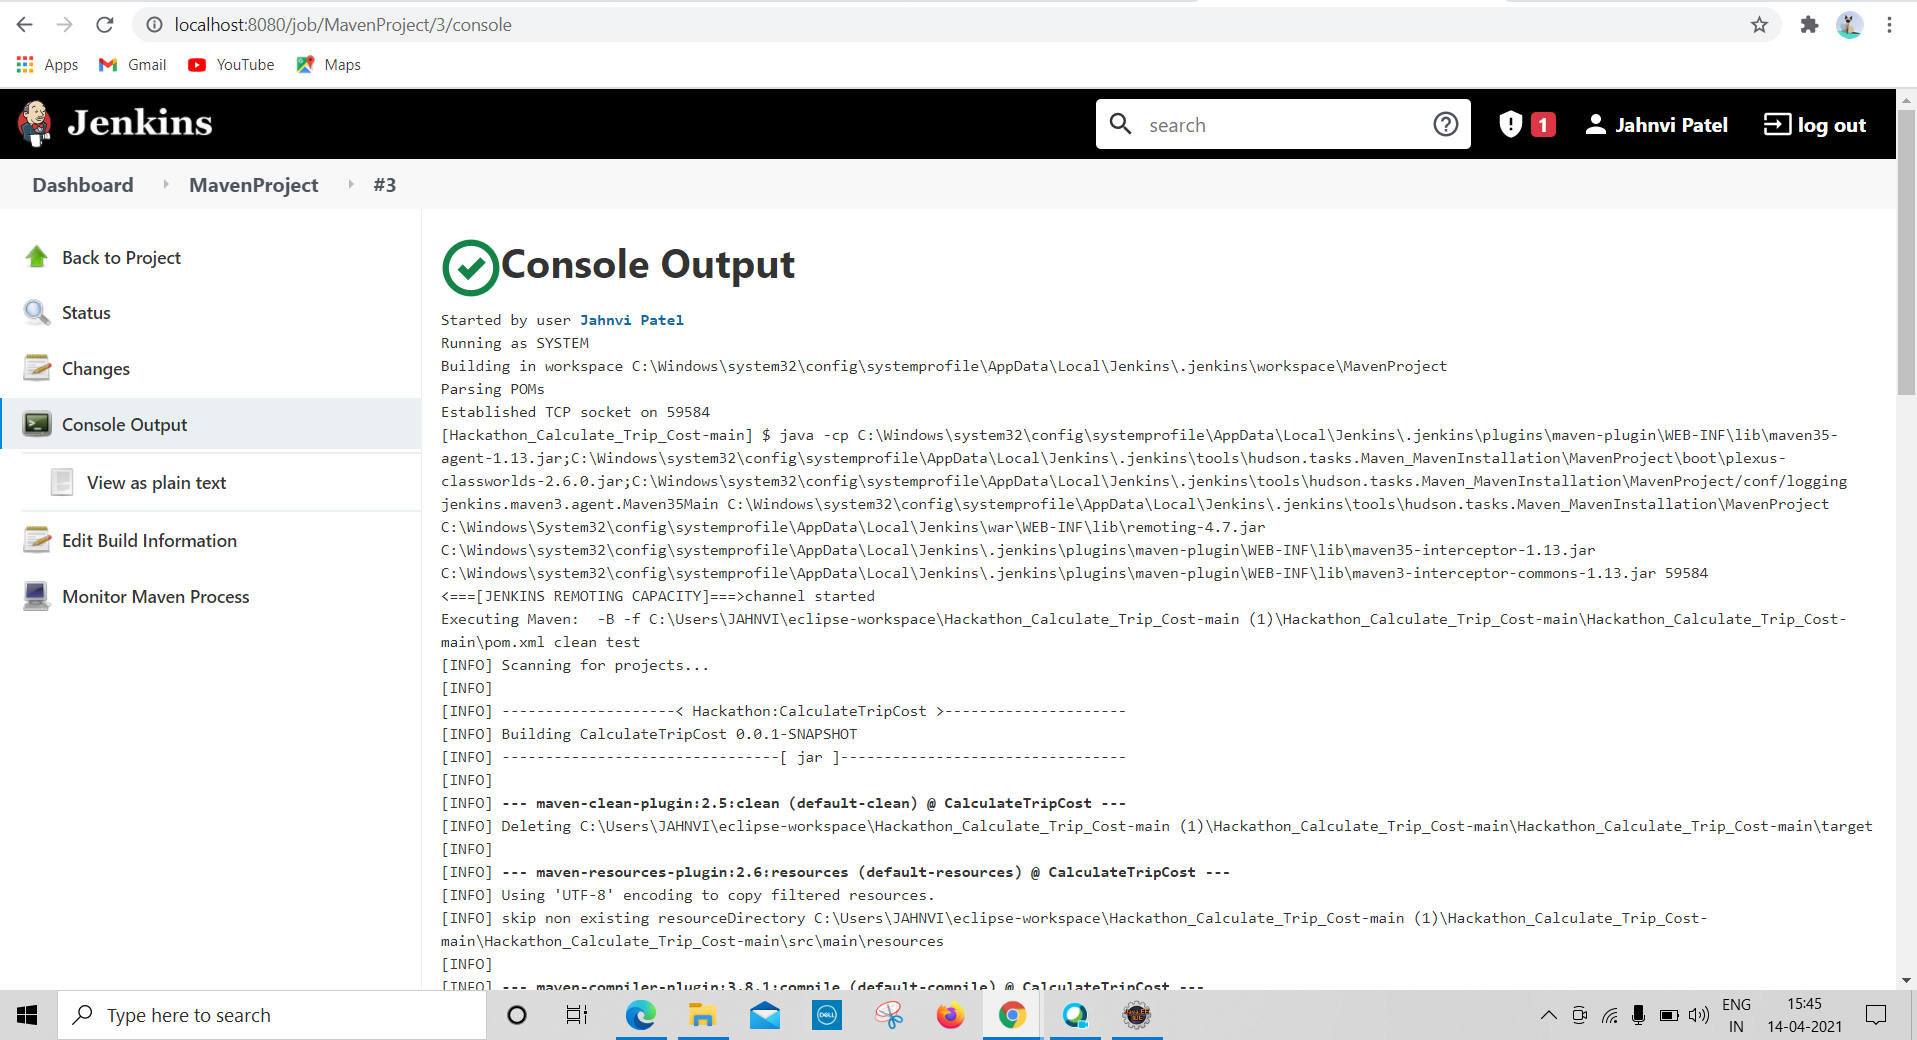 localhost:8080/job/MavenProject/3/console
Apps Gmail YouTube Maps
Jenkins search 1 Jahnvi Patel log out
Dashboard MavenProject #3
Back to Project
Status
Changes
Console Output
View as plain text
Edit Build Information
Monitor Maven Process
Console Output
Started by user Jahnvi Patel
Running as SYSTEM
Building in workspace C:\Windows\system32\config\systemprofile\AppData\Local\Jenkins\.jenkins\workspace\MavenProject
Parsing POMs
Established TCP socket on 59584
[Hackathon_Calculate_Trip_Cost-main] $ java -cp C:\Windows\system32\config\systemprofile\AppData\Local\Jenkins\.jenkins\plugins\maven-plugin\WEB-INF\lib\maven35-
agent-1.13.jar;C:\Windows\system32\config\systemprofile\AppData\Local\Jenkins\.jenkins\tools\hudson.tasks.Maven_MavenInstallation\MavenProject\boot\plexus-
classworlds-2.6.0.jar;C:\Windows\system32\config\systemprofile\AppData\Local\Jenkins\.jenkins\tools\hudson.tasks.Maven_MavenInstallation\MavenProject/conf/logging
jenkins.maven3.agent.Maven35Main C:\Windows\system32\config\systemprofile\AppData\Local\Jenkins\.jenkins\tools\hudson.tasks.Maven_MavenInstallation\MavenProject
C:\Windows\System32\config\systemprofile\AppData\Local\Jenkins\war\WEB-INF\lib\remoting-4.7.jar
C:\Windows\system32\config\systemprofile\AppData\Local\Jenkins\.jenkins\plugins\maven-plugin\WEB-INF\lib\maven35-interceptor-1.13.jar
C:\Windows\system32\config\systemprofile\AppData\Local\Jenkins\.jenkins\plugins\maven-plugin\WEB-INF\lib\maven3-interceptor-commons-1.13.jar 59584
<===[JENKINS REMOTING CAPACITY]===>channel started
Executing Maven:  -B -f C:\Users\JAHNVI\eclipse-workspace\Hackathon_Calculate_Trip_Cost-main (1)\Hackathon_Calculate_Trip_Cost-main\Hackathon_Calculate_Trip_Cost-
main\pom.xml clean test
[INFO] Scanning for projects...
[INFO]
[INFO] --------------------< Hackathon:CalculateTripCost >---------------------
[INFO] Building CalculateTripCost 0.0.1-SNAPSHOT
[INFO] --------------------------------[ jar ]---------------------------------
[INFO]
[INFO] --- maven-clean-plugin:2.5:clean (default-clean) @ CalculateTripCost ---
[INFO] Deleting C:\Users\JAHNVI\eclipse-workspace\Hackathon_Calculate_Trip_Cost-main (1)\Hackathon_Calculate_Trip_Cost-main\Hackathon_Calculate_Trip_Cost-main\target
[INFO]
[INFO] --- maven-resources-plugin:2.6:resources (default-resources) @ CalculateTripCost ---
[INFO] Using 'UTF-8' encoding to copy filtered resources.
[INFO] skip non existing resourceDirectory C:\Users\JAHNVI\eclipse-workspace\Hackathon_Calculate_Trip_Cost-main (1)\Hackathon_Calculate_Trip_Cost-
main\Hackathon_Calculate_Trip_Cost-main\src\main\resources
[INFO]
[INFO] --- maven-compiler-plugin:3.8.1:compile (default-compile) @ CalculateTripCost ---
Type here to search
DELL
ENG
IN
15:45
14-04-2021